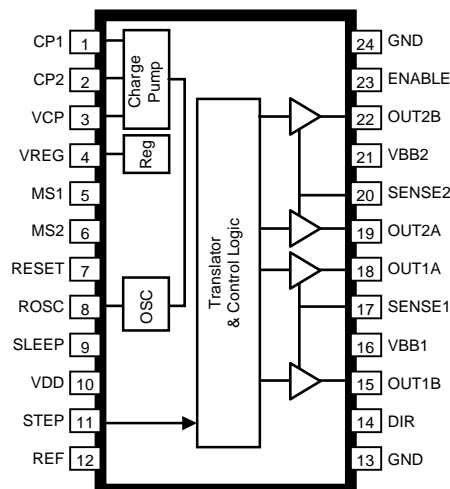 CP1 1
CP2 2
VCP 3
VREG 4
MS1 5
MS2 6
RESET 7
ROSC 8
SLEEP 9
VDD 10
STEP 11
REF 12
Charge
Pump
Reg
OSC
Translator
& Control Logic
24 GND
23 ENABLE
22 OUT2B
21 VBB2
20 SENSE2
19 OUT2A
18 OUT1A
17 SENSE1
16 VBB1
15 OUT1B
14 DIR
13 GND